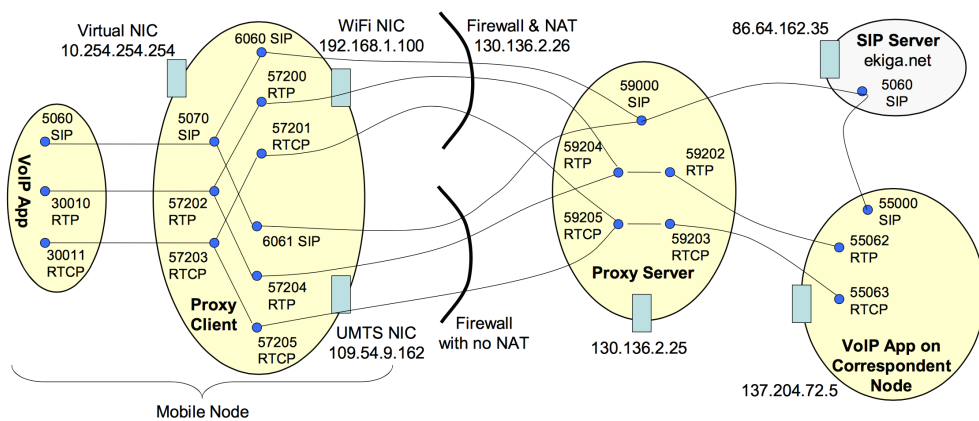 Virtual NIC
10.254.254.254
6060 SIP
WiFi NIC
192.168.1.100
Firewall & NAT
130.136.2.26
86.64.162.35
SIP Server
ekiga.net
5060
SIP
57200
RTP
57201
RTCP
5060
SIP
5070
SIP
59000
SIP
VoIP App
30010
RTP
30011
RTCP
57202
RTP
57203
RTCP
6061 SIP
57204
RTP
57205
RTCP
Proxy
Client
UMTS NIC
109.54.9.162
Firewall
with no NAT
59204
RTP
59202
RTP
59205
RTCP
59203
RTCP
Proxy Server
130.136.2.25
55000
SIP
55062
RTP
55063
RTCP
VoIP App on
Correspondent
Node
137.204.72.5
Mobile Node